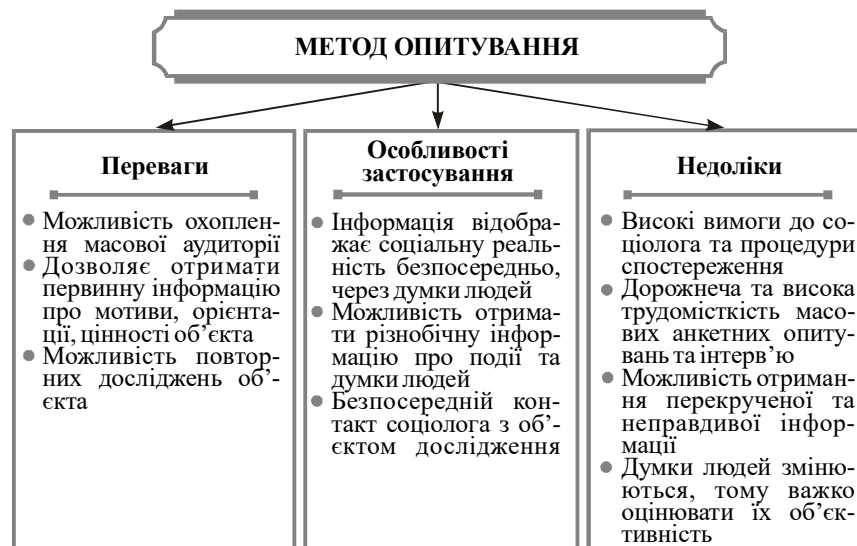 МЕТОД ОПИТУВАННЯ
Переваги
Можливість охоплен-
ня масової аудиторії
Дозволяє отримати
первинну інформацію
про мотиви, орієнта-
ції, цінності об’єкта
Можливість повтор-
них досліджень об’-
єкта
Особливості
застосування
Інформація відобра-
жає соціальну реаль-
ність безпосередньо,
через думки людей
Можливість отрима-
ти різнобічну інфор-
мацію про події та
думки людей
Безпосередній кон-
такт соціолога з об’-
єктом дослідження
Недоліки
Високі вимоги до со-
ціолога та процедури
спостереження
Дорожнеча та висока
трудомісткість масо-
вих анкетних опиту-
вань та інтерв’ю
Можливість отриман-
ня перекрученої та
неправдивої інфор-
мації
Думки людей зміню-
ються, тому важко
оцінювати їх об’єк-
тивність